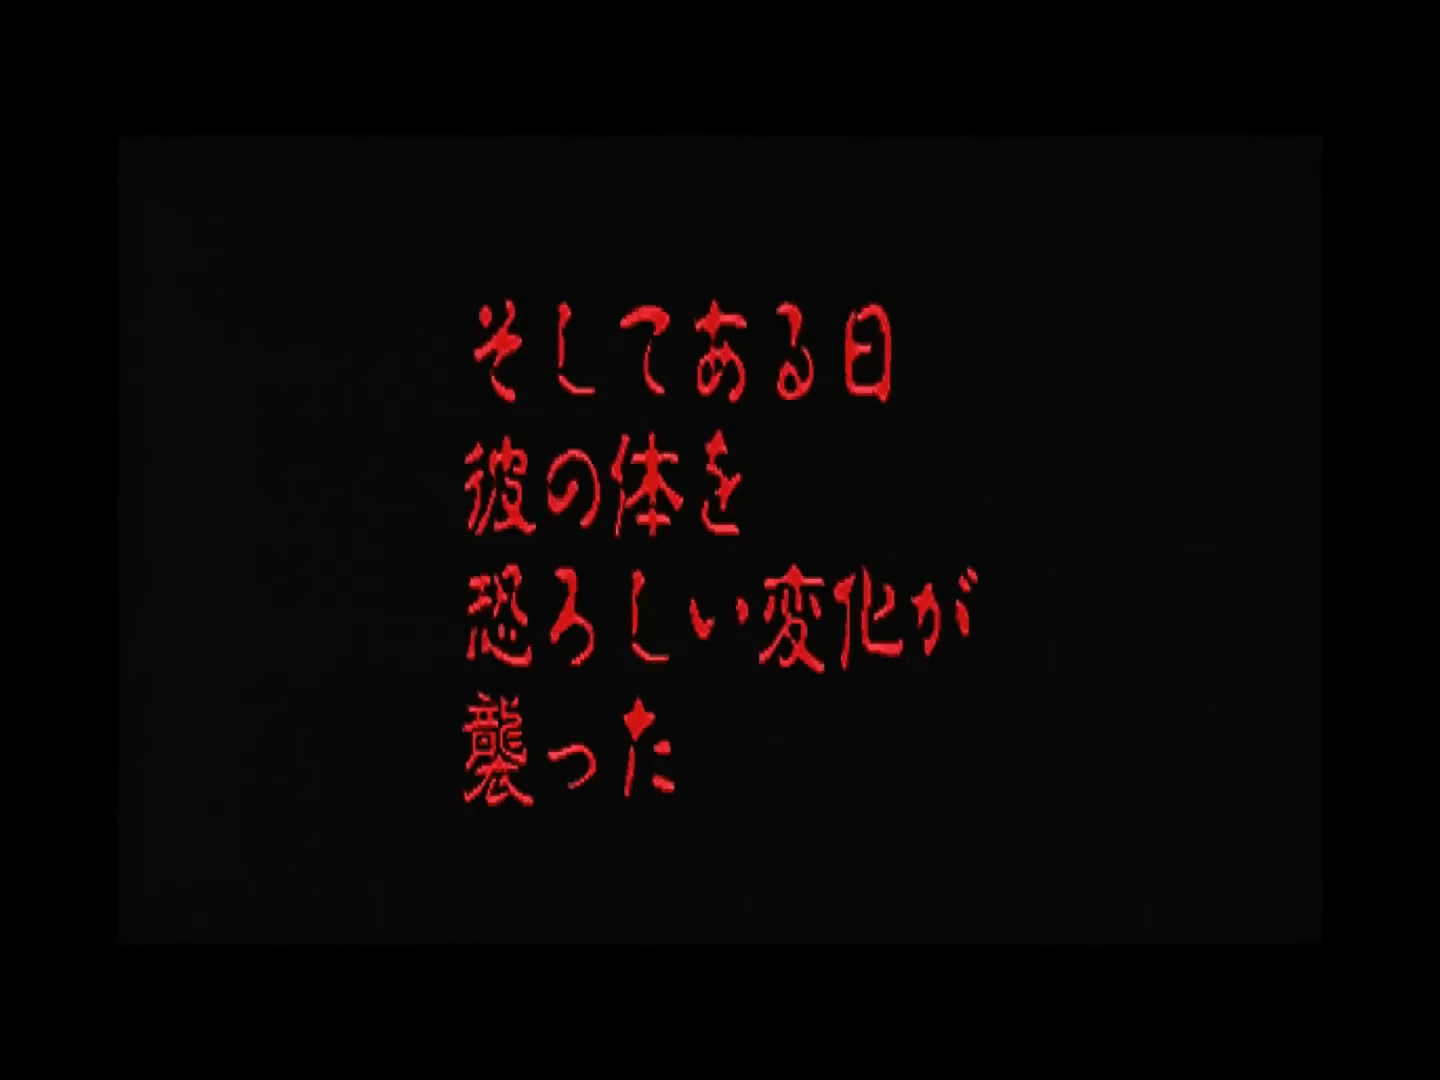 そしてある日
彼の体を
恐ろしい変化が
襲った